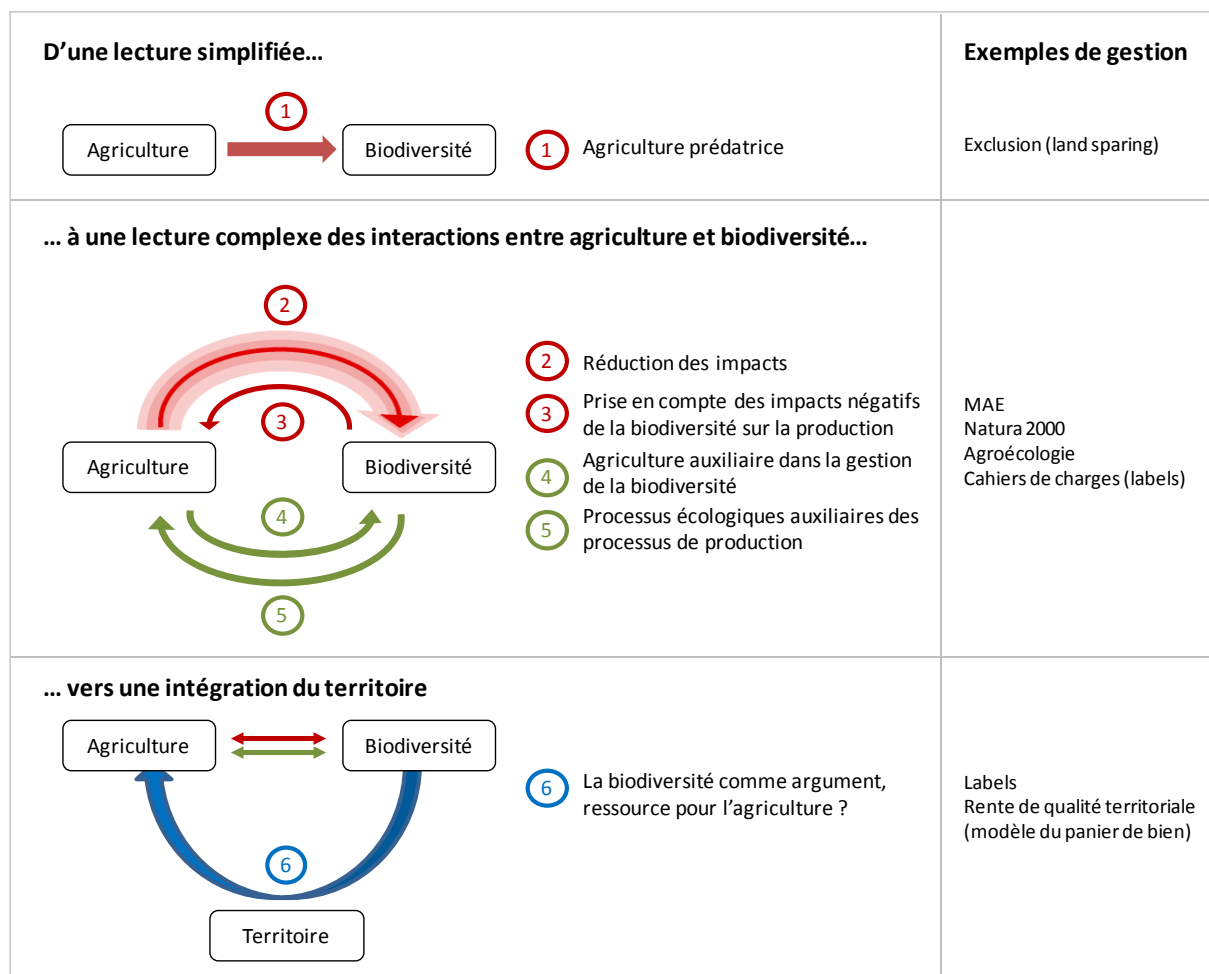 D’une lecture simplifiée…
Exemples de gestion
1
Agriculture
Biodiversité
1
Agriculture prédatrice
Exclusion (land sparing)
… à une lecture complexe des interactions entre agriculture et biodiversité…
2
3
Agriculture
Biodiversité
4
5
2
Réduction des impacts
3
Prise en compte des impacts négatifs
de la biodiversité sur la production
4
Agriculture auxiliaire dans la gestion
de la biodiversité
5
Processus écologiques auxiliaires des
processus de production
MAE
Natura 2000
Agroécologie
Cahiers de charges (labels)
… vers une intégration du territoire
Agriculture
Biodiversité
6
Territoire
6
La biodiversité comme argument,
ressource pour l’agriculture ?
Labels
Rente de qualité territoriale
(modèle du panier de bien)